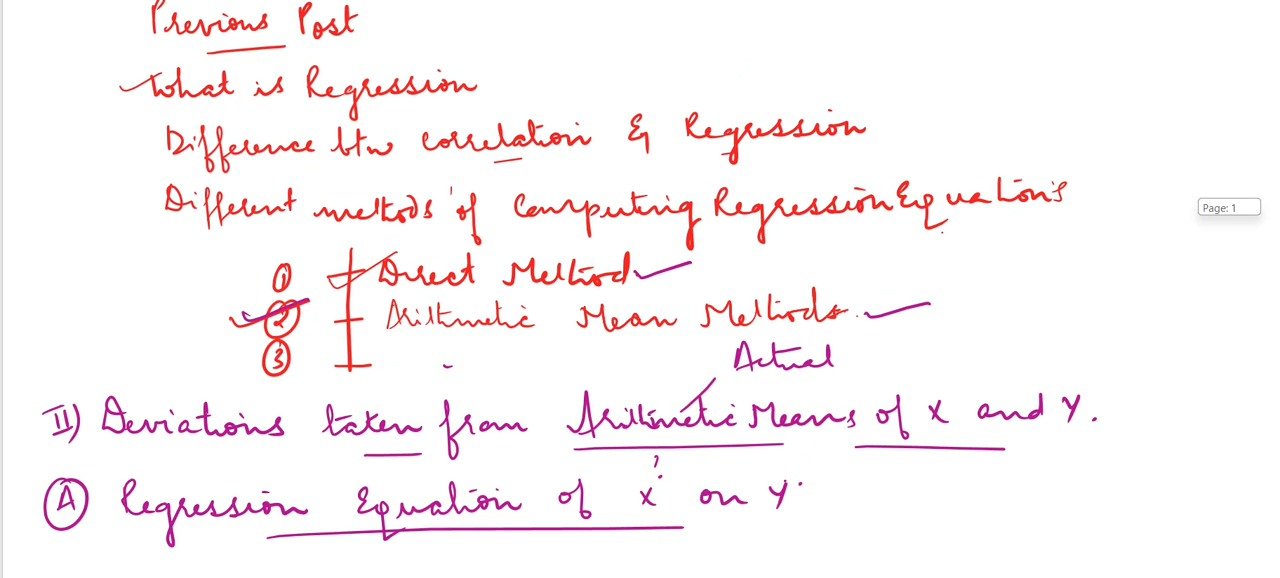 Previous Post
What is Regression
Difference btw correlation & Regression
Different methods of Computing Regression Equations
Page: 1
① Direct Method
② Arithmetic Mean Methods.
③
Actual
II) Deviations taken from Arithmetic Means of X and Y.
Ⓐ Regression Equation of X on Y.